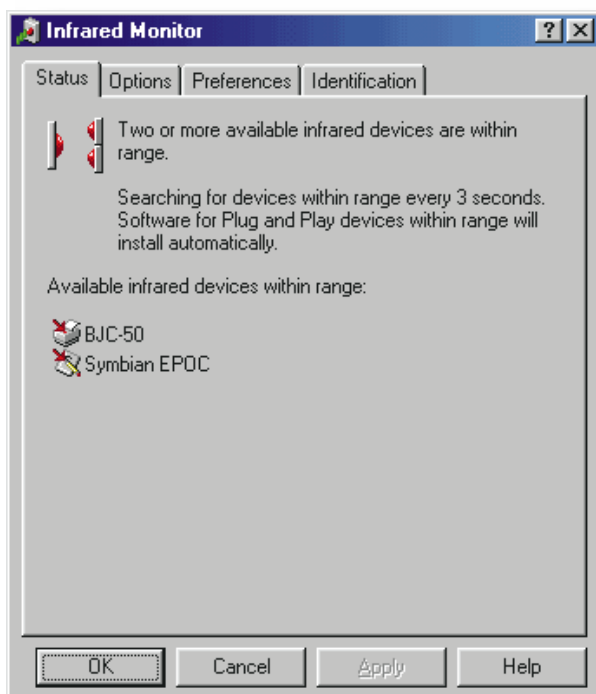 Infrared Monitor
Status Options Preferences Identification
Two or more available infrared devices are within
range.
Searching for devices within range every 3 seconds.
Software for Plug and Play devices within range will
install automatically.
Available infrared devices within range:
BJC-50
Symbian EPOC
OK Cancel Apply Help